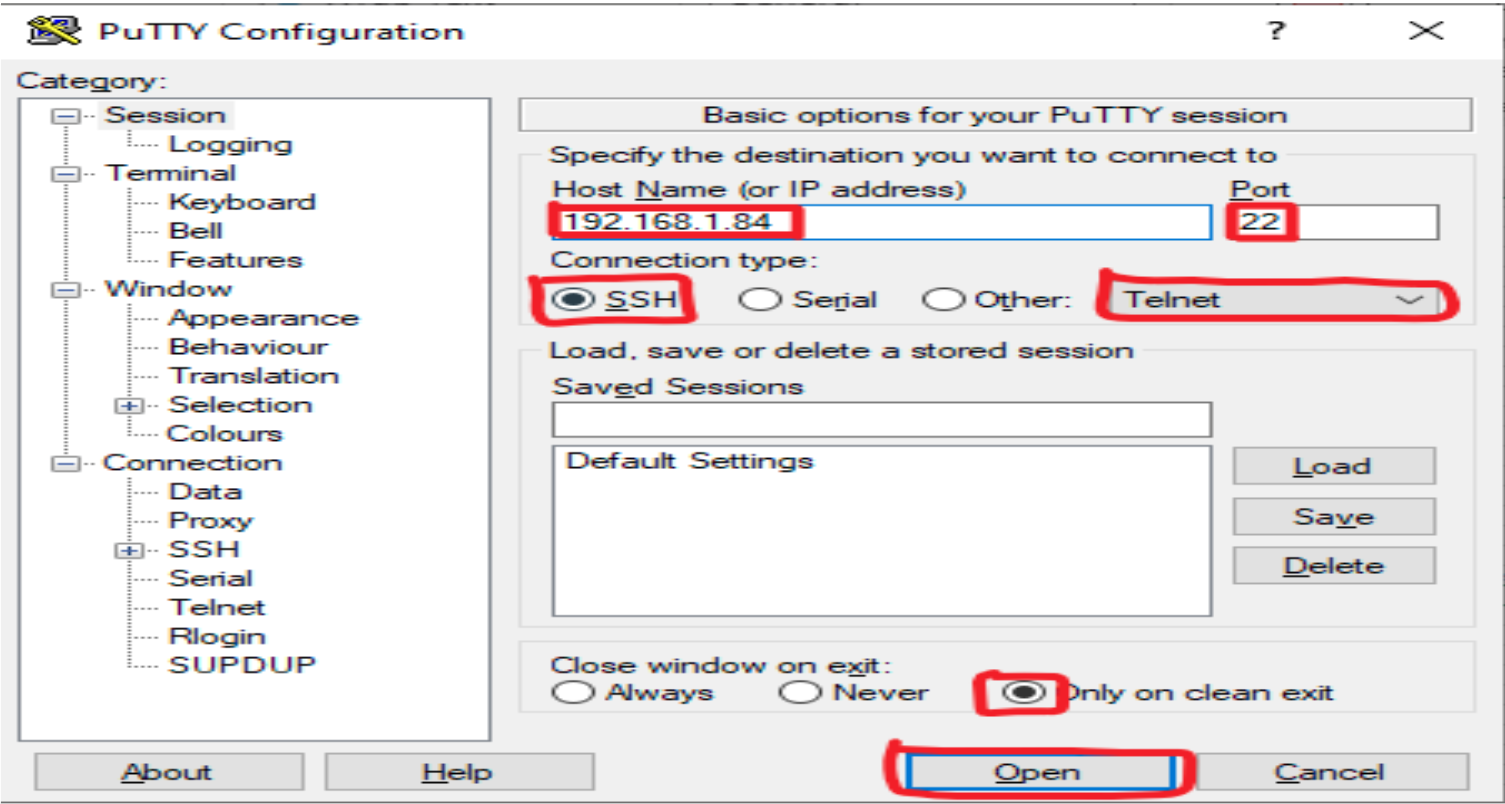 PuTTY Configuration
?
Category:
Session
Logging
Terminal
Keyboard
Bell
Features
Window
Appearance
Behaviour
Translation
Selection
Colours
Connection
Data
Proxy
SSH
Serial
Telnet
Rlogin
SUPDUP
Basic options for your PuTTY session
Specify the destination you want to connect to
Host Name (or IP address) Port
192.168.1.84 22
Connection type:
SSH Serial Other: Telnet
Load, save or delete a stored session
Saved Sessions
Default Settings
Load
Save
Delete
Close window on exit:
Always Never Only on clean exit
About Help Open Cancel